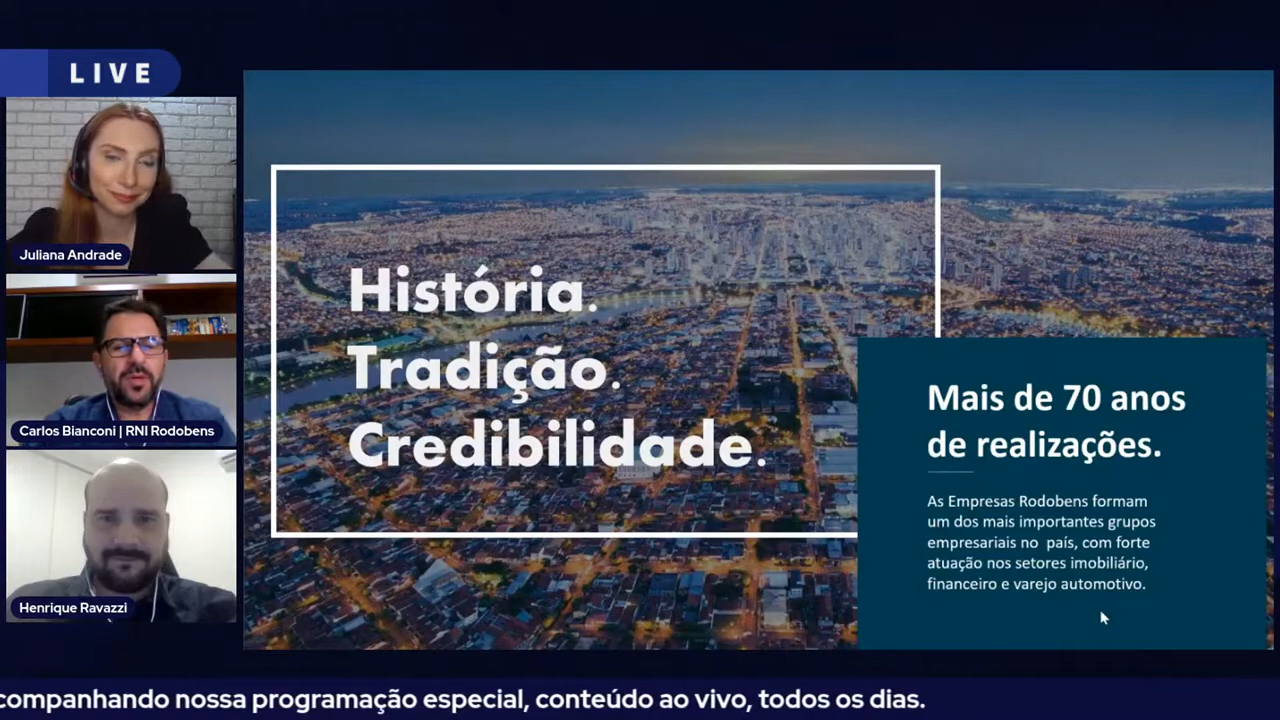 LIVE
Juliana Andrade
Carlos Bianconi | RNI Rodobens
Henrique Ravazzi
História.
Tradição.
Credibilidade.
Mais de 70 anos
de realizações.
As Empresas Rodobens formam
um dos mais importantes grupos
empresariais no país, com forte
atuação nos setores imobiliário,
financeiro e varejo automotivo.
companhando nossa programação especial, conteúdo ao vivo, todos os dias.